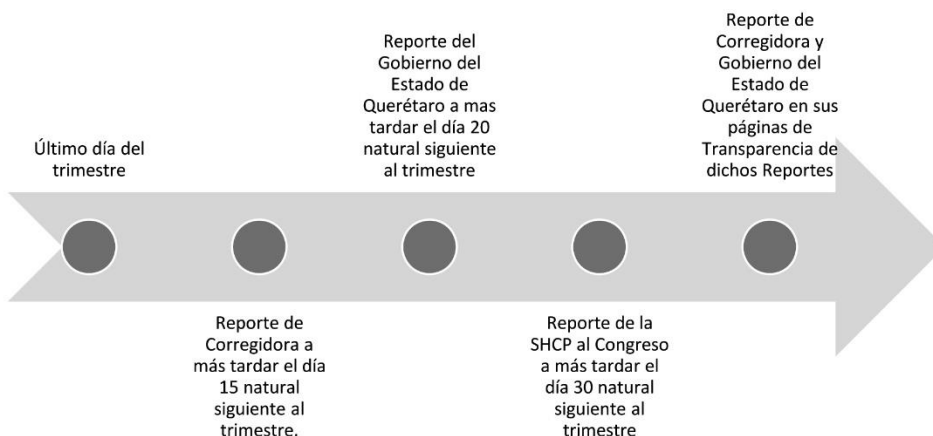 Último día del
trimestre
Reporte de
Corregidora a
más tardar el día
15 natural
siguiente al
trimestre.
Reporte del
Gobierno del
Estado de
Querétaro a mas
tardar el día 20
natural siguiente
al trimestre
Reporte de la
SHCP al Congreso
a más tardar el
día 30 natural
siguiente al
trimestre
Reporte de
Corregidora y
Gobierno del
Estado de
Querétaro en sus
páginas de
Transparencia de
dichos Reportes